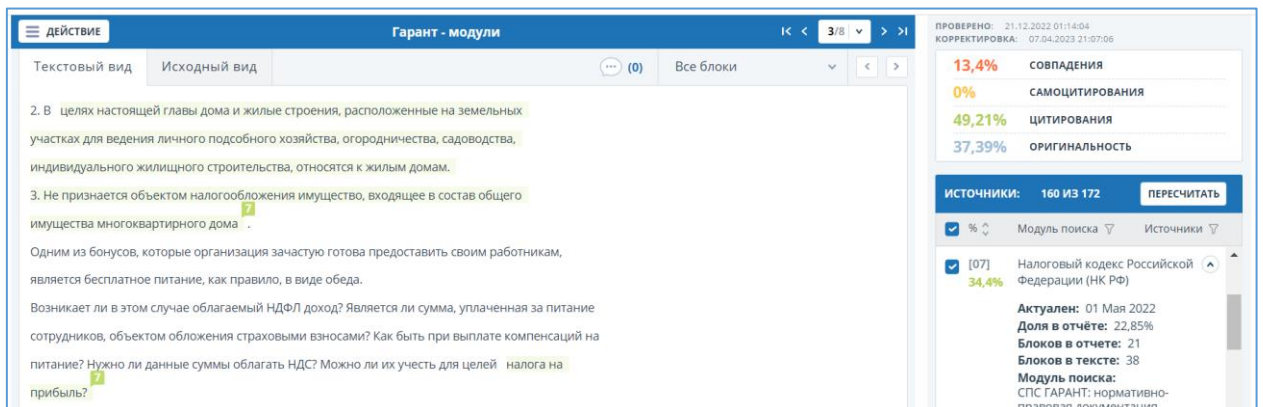 ДЕЙСТВИЕ
Гарант - модули
3/8
Текстовый вид
Исходный вид
(0)
Все блоки
2. В целях настоящей главы дома и жилые строения, расположенные на земельных
участках для ведения личного подсобного хозяйства, огородничества, садоводства,
индивидуального жилищного строительства, относятся к жилым домам.
3. Не признается объектом налогообложения имущество, входящее в состав общего
7
имущества многоквартирного дома .
Одним из бонусов, которые организация зачастую готова предоставить своим работникам,
является бесплатное питание, как правило, в виде обеда.
Возникает ли в этом случае облагаемый НДФЛ доход? Является ли сумма, уплаченная за питание
сотрудников, объектом обложения страховыми взносами? Как быть при выплате компенсаций на
питание? Нужно ли данные суммы облагать НДС? Можно ли их учесть для целей налога на
7
прибыль?
ПРОВЕРЕНО: 21.12.2022 01:14:04
КОРРЕКТИРОВКА: 07.04.2023 21:07:06
13,4% СОВПАДЕНИЯ
0% САМОЦИТИРОВАНИЯ
49,21% ЦИТИРОВАНИЯ
37,39% ОРИГИНАЛЬНОСТЬ
ИСТОЧНИКИ: 160 ИЗ 172 ПЕРЕСЧИТАТЬ
% Модуль поиска Источники
[07] Налоговый кодекс Российской
34,4% Федерации (НК РФ)
Актуален: 01 Мая 2022
Доля в отчёте: 22,85%
Блоков в отчете: 21
Блоков в тексте: 38
Модуль поиска:
СПС ГАРАНТ: нормативно-
правовая документация